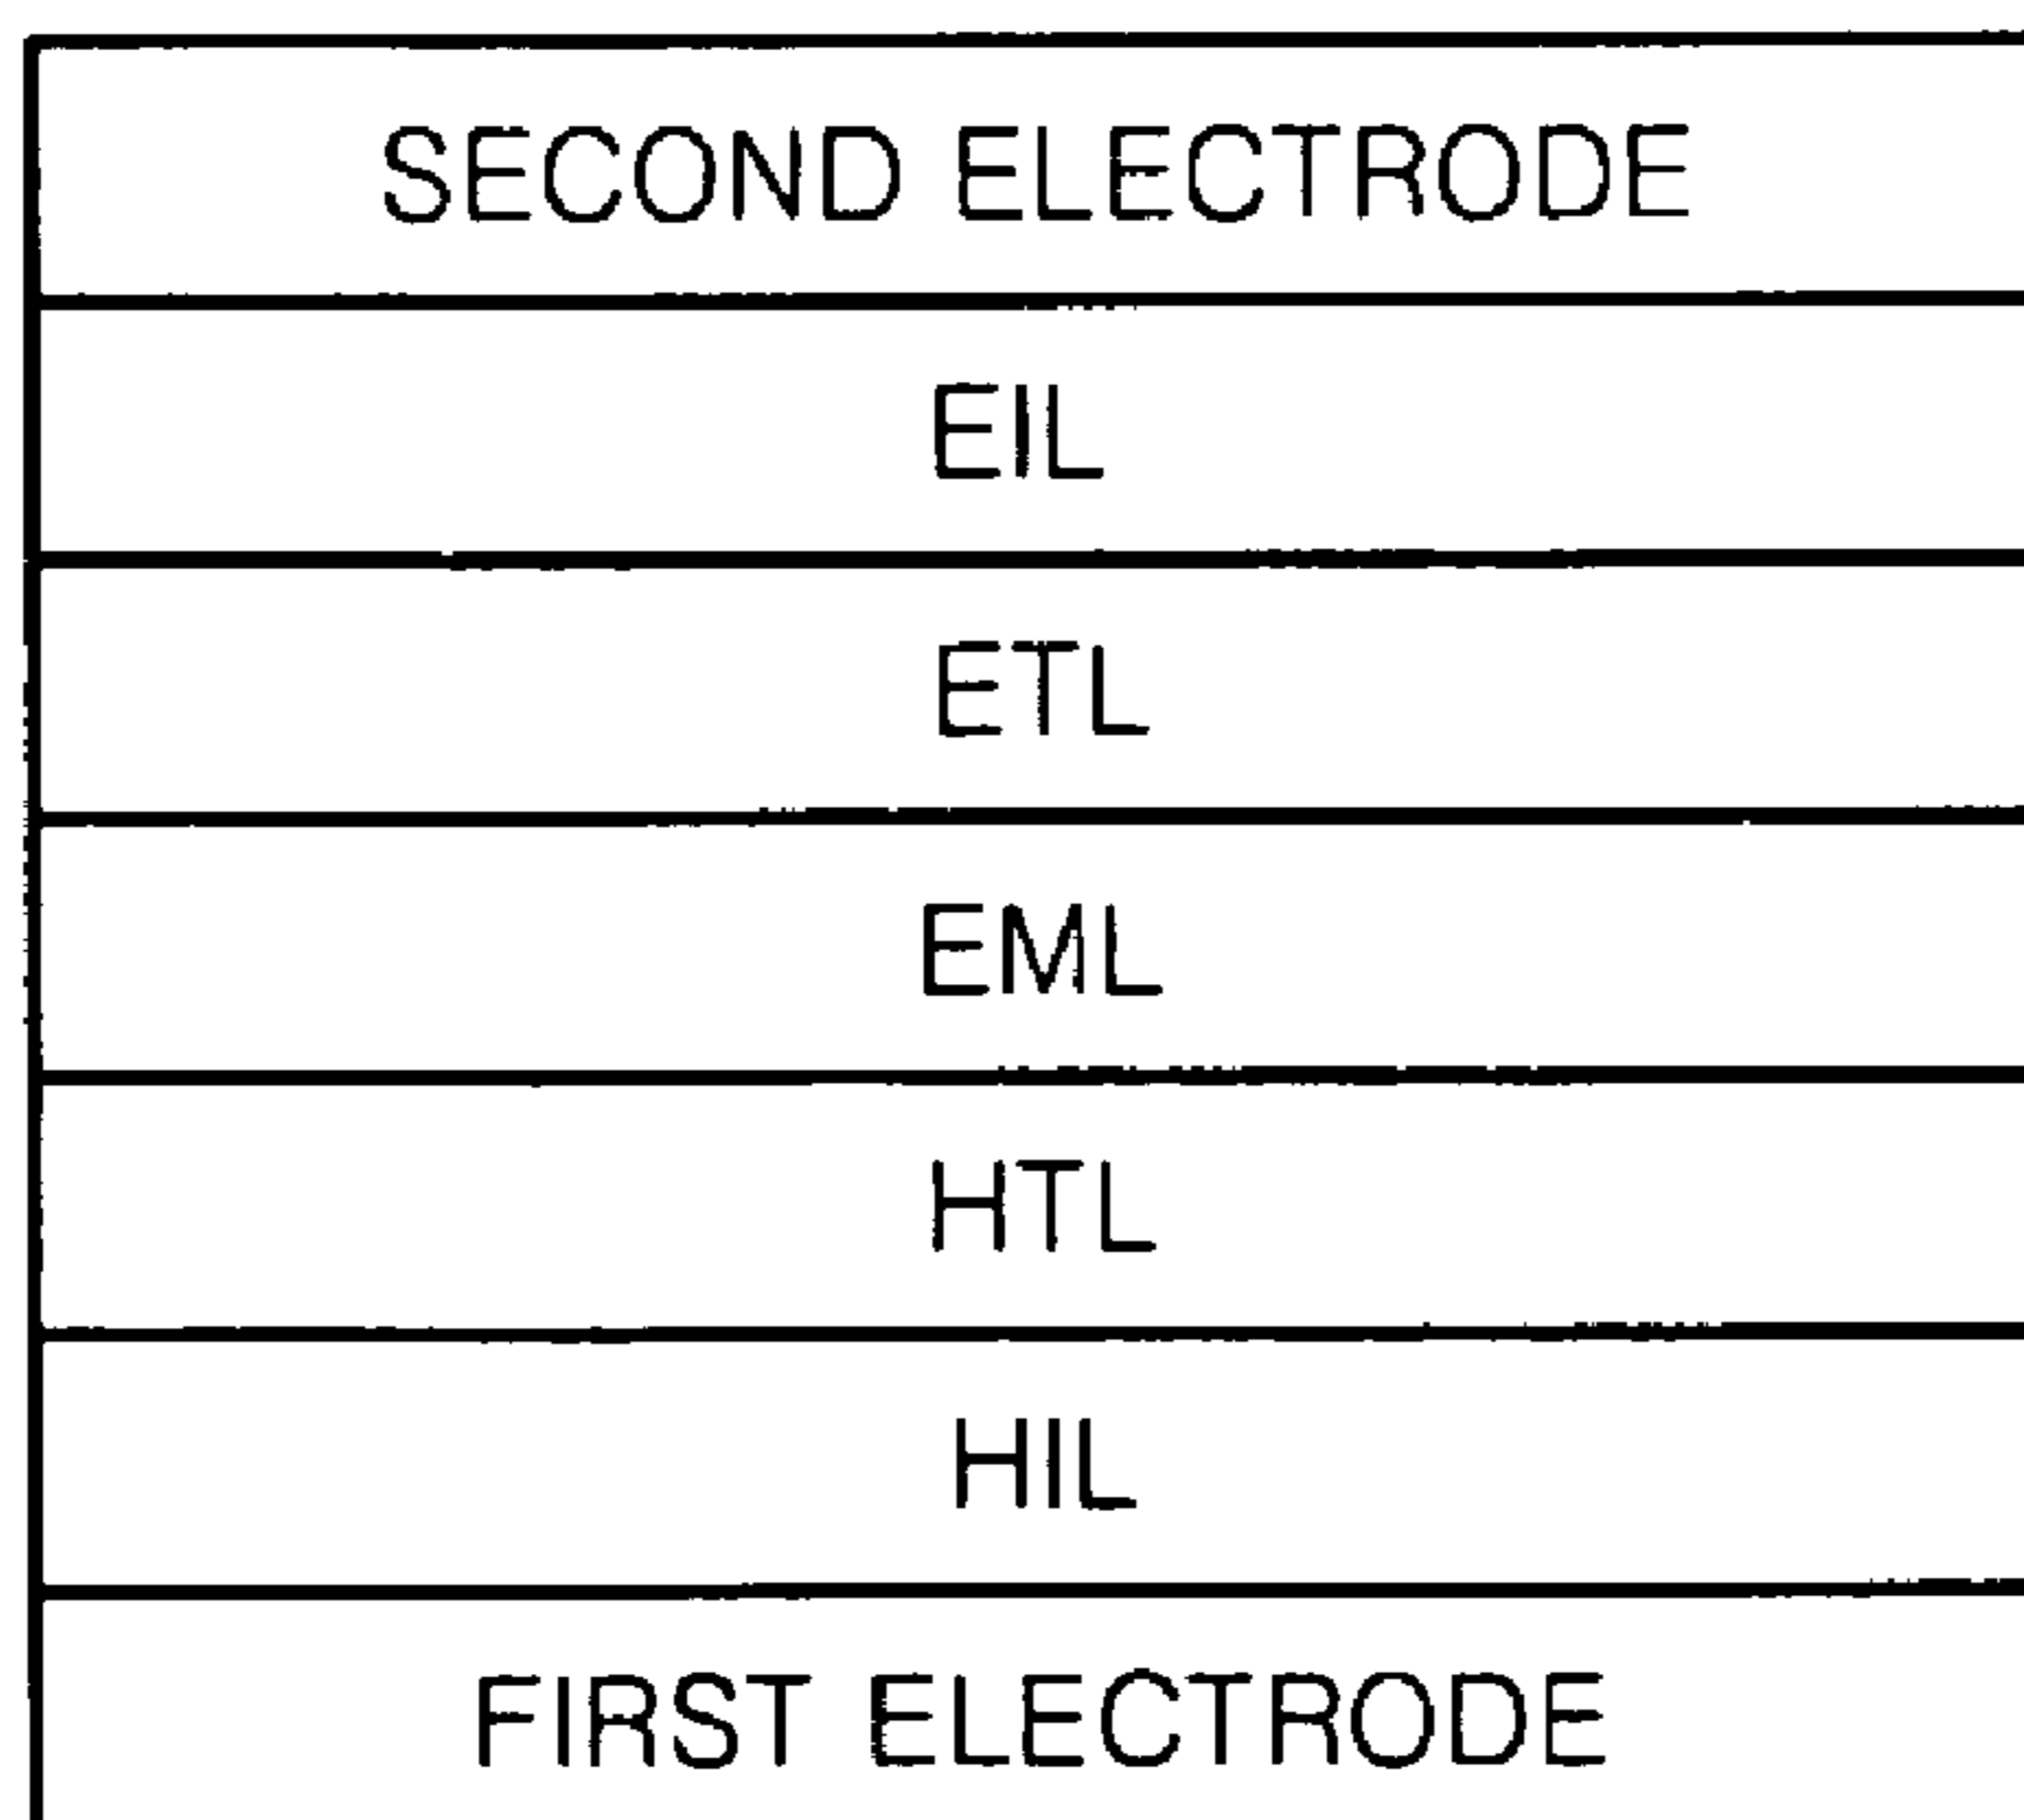 SECOND ELECTRODE
EIL
ETL
EML
HTL
HIL
FIRST ELECTRODE